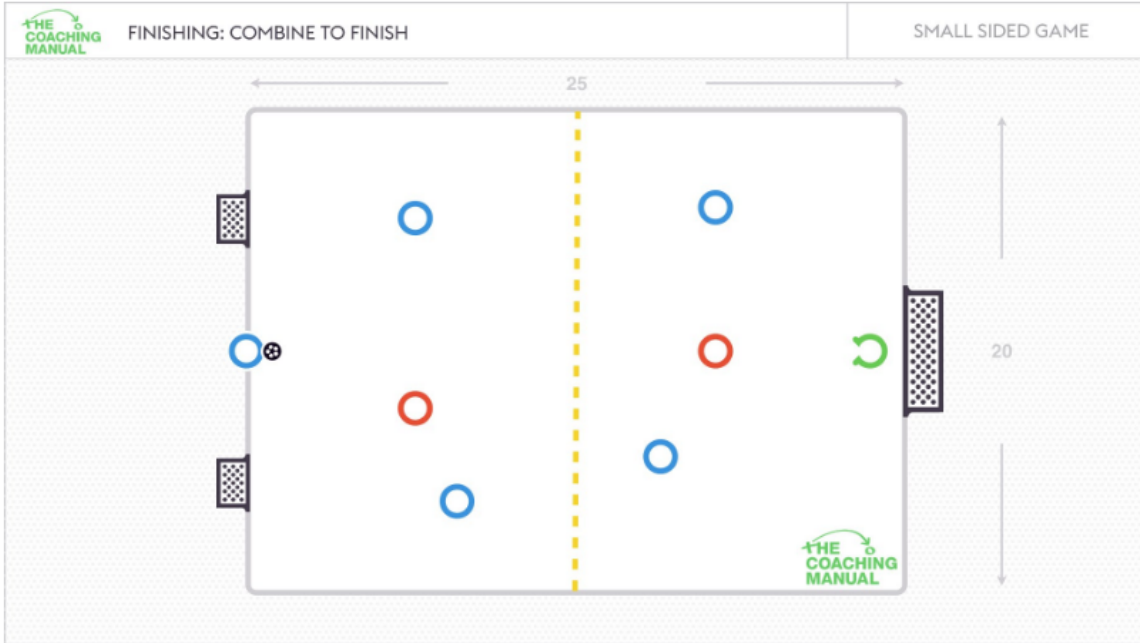 THE
COACHING
MANUAL
FINISHING: COMBINE TO FINISH
SMALL SIDED GAME
25
20
THE
COACHING
MANUAL